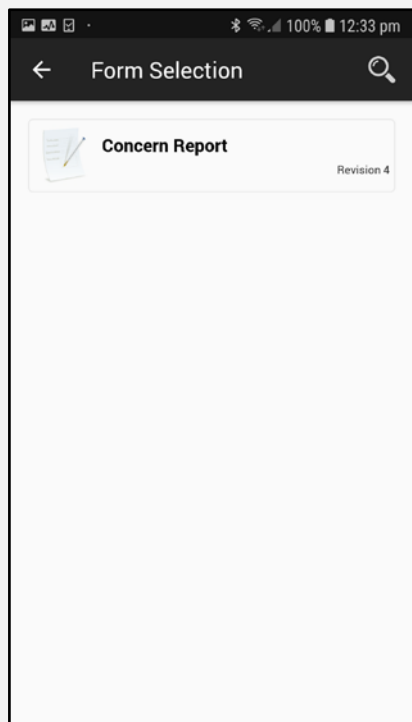 100% 12:33 pm
Form Selection
Concern Report
Revision 4